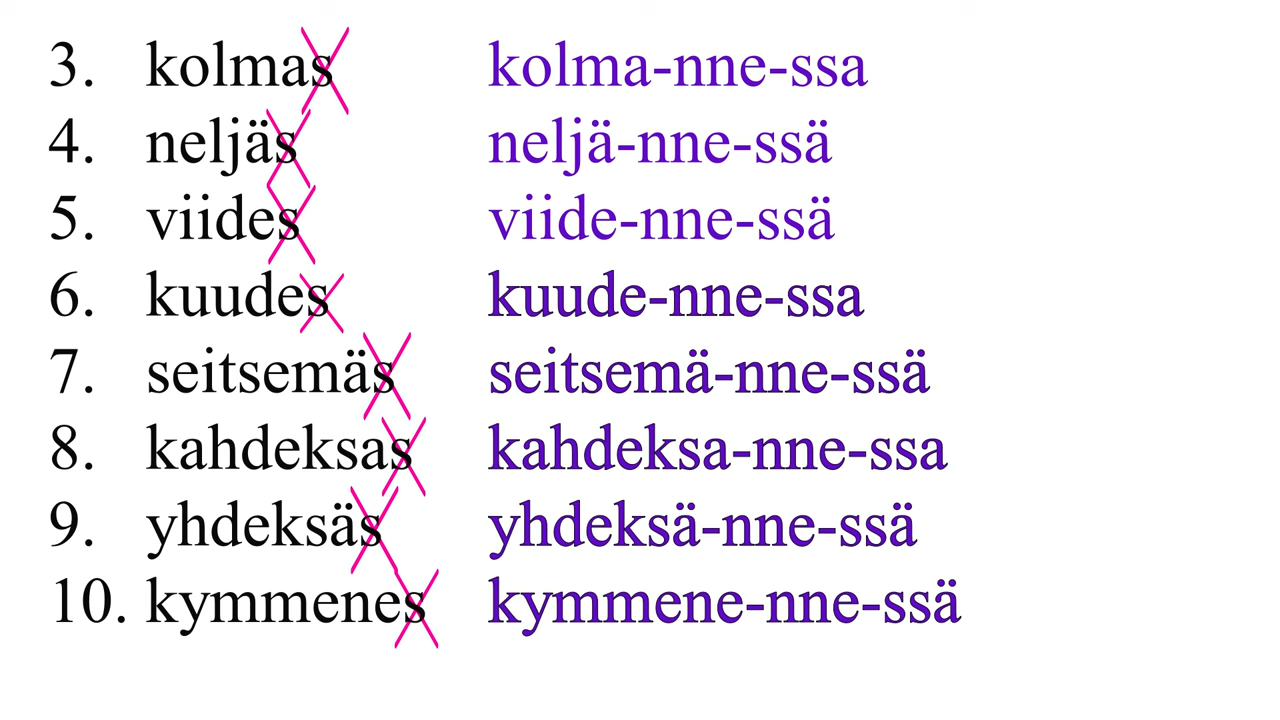 3. kolmas kolma-nne-ssa
4. neljäs neljä-nne-ssä
5. viides viide-nne-ssä
6. kuudes kuude-nne-ssa
7. seitsemäs seitsemä-nne-ssä
8. kahdeksas kahdeksa-nne-ssa
9. yhdeksäs yhdeksä-nne-ssä
10. kymmenes kymmene-nne-ssä